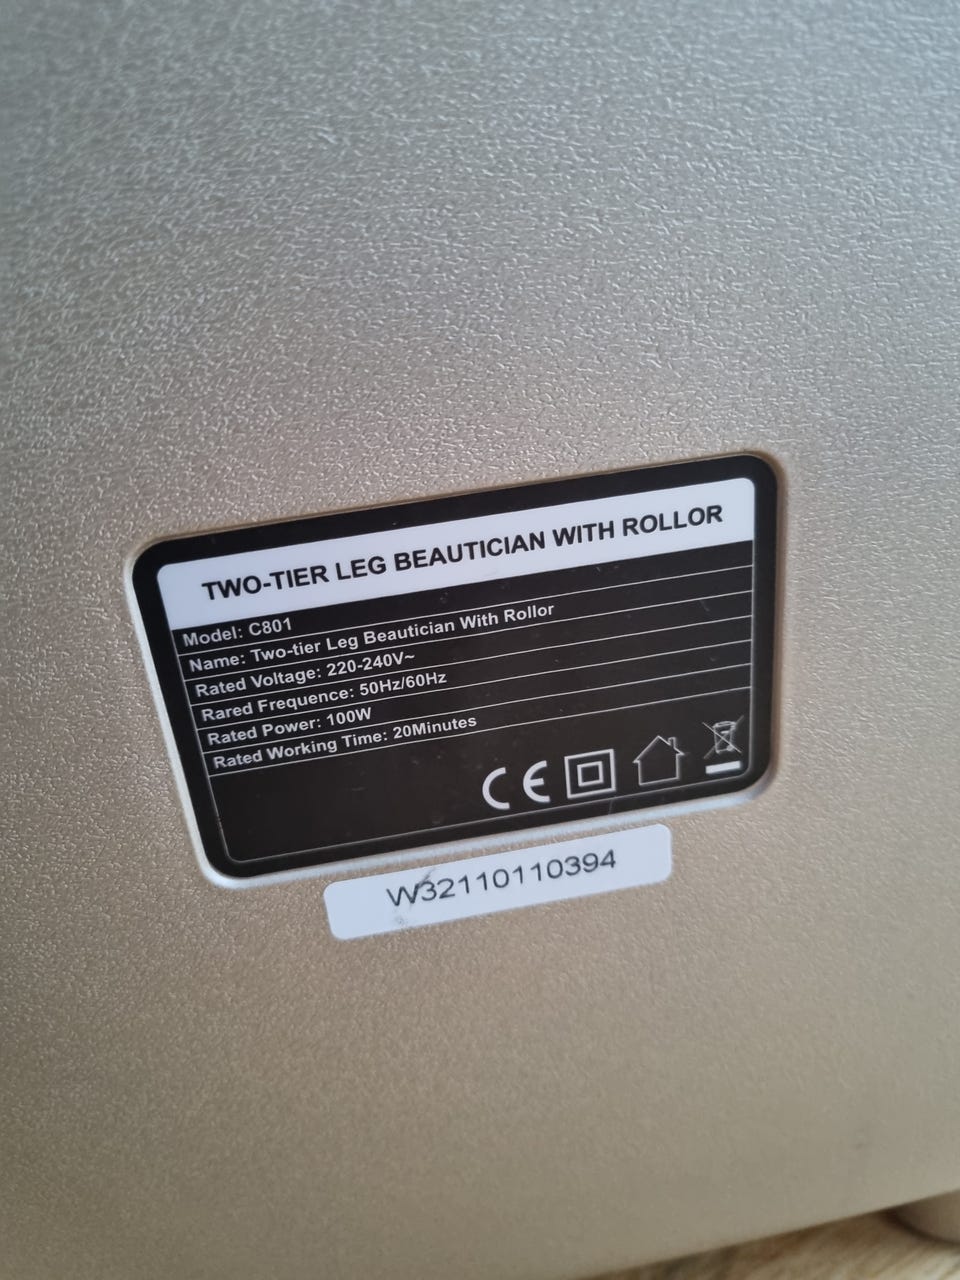 TWO-TIER LEG BEAUTICIAN WITH ROLLOR
Model: C801
Name: Two-tier Leg Beautician With Rollor
Rated Voltage: 220-240V~
Rared Frequence: 50Hz/60Hz
Rated Power: 100W
Rated Working Time: 20Minutes
CE
W32110110394